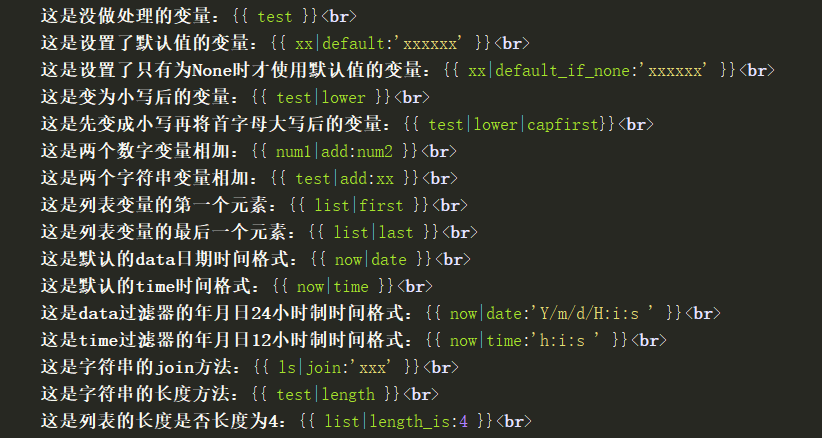 这是没做处理的变量：{{ test }}<br>
这是设置了默认值的变量：{{ xx|default:'xxxxxx' }}<br>
这是设置了只有为None时才使用默认值的变量：{{ xx|default_if_none:'xxxxxx' }}<br>
这是变为小写后的变量：{{ test|lower }}<br>
这是先变成小写再将首字母大写后的变量：{{ test|lower|capfirst}}<br>
这是两个数字变量相加：{{ num1|add:num2 }}<br>
这是两个字符串变量相加：{{ test|add:xx }}<br>
这是列表变量的第一个元素：{{ list|first }}<br>
这是列表变量的最后一个元素：{{ list|last }}<br>
这是默认的data日期时间格式：{{ now|date }}<br>
这是默认的time时间格式：{{ now|time }}<br>
这是data过滤器的年月日24小时制时间格式：{{ now|date:'Y/m/d/H:i:s ' }}<br>
这是time过滤器的年月日12小时制时间格式：{{ now|time:'h:i:s ' }}<br>
这是字符串的join方法：{{ ls|join:'xxx' }}<br>
这是字符串的长度方法：{{ test|length }}<br>
这是列表的长度是否长度为4：{{ list|length_is:4 }}<br>